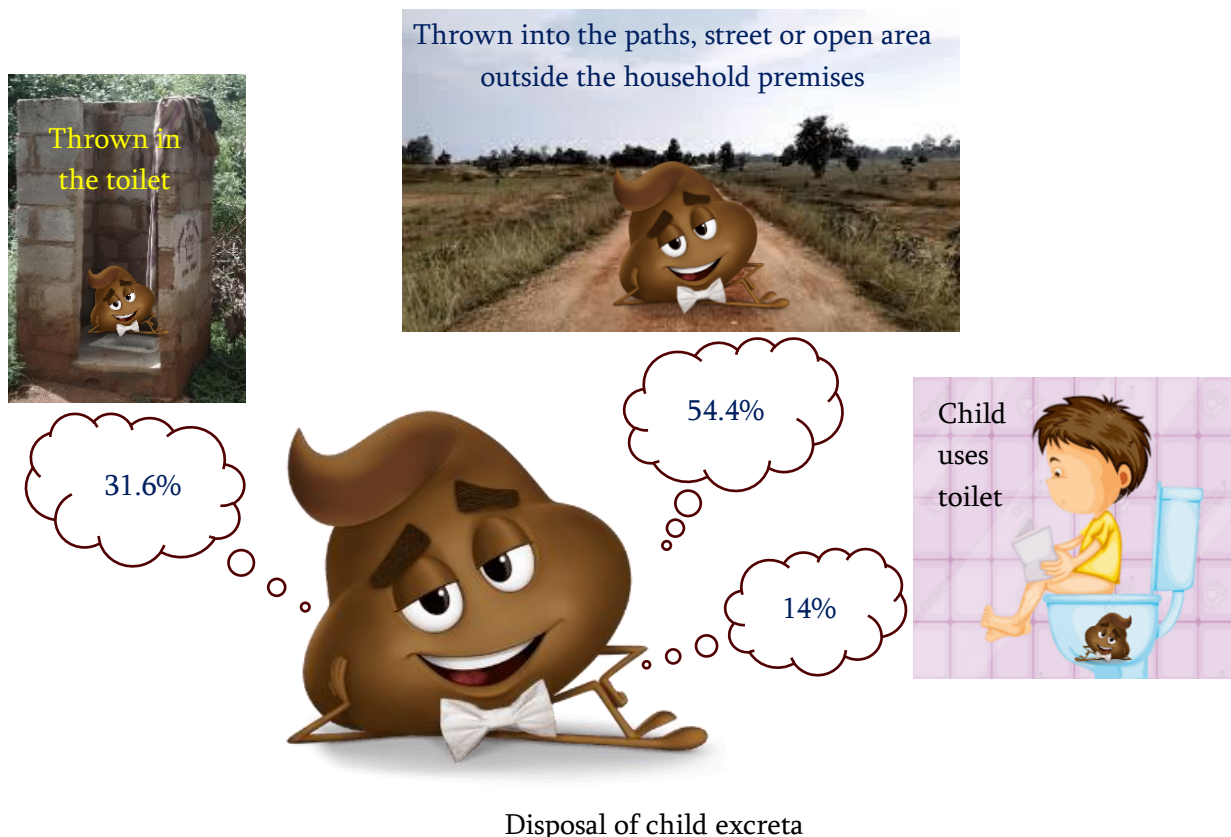 Thrown into the paths, street or open area
outside the household premises
Thrown in
the toilet
54.4%
31.6%
Child
uses
toilet
14%
Disposal of child excreta